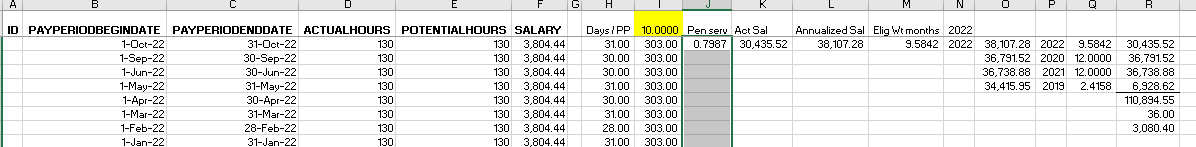 A B C D E F G H I J K L M N O P Q R
ID PAYPERIODBEGINDATE PAYPERIODENDDATE ACTUALHOURS POTENTIALHOURS SALARY Days / PP 10.0000 Pen serv Act Sal Annualized Sal Elig Wt months 2022
1-Oct-22 31-Oct-22 130 130 3,804.44 31.00 303.00 0.7987 30,435.52 38,107.28 9.5842 2022 38,107.28 2022 9.5842 30,435.52
1-Sep-22 30-Sep-22 130 130 3,804.44 30.00 303.00 36,791.52 2020 12.0000 36,791.52
1-Jun-22 30-Jun-22 130 130 3,804.44 30.00 303.00 36,738.88 2021 12.0000 36,738.88
1-May-22 31-May-22 130 130 3,804.44 31.00 303.00 34,415.95 2019 2.4158 6,928.62
1-Apr-22 30-Apr-22 130 130 3,804.44 30.00 303.00 110,894.55
1-Mar-22 31-Mar-22 130 130 3,804.44 31.00 303.00 36.00
1-Feb-22 28-Feb-22 130 130 3,804.44 28.00 303.00 3,080.40
1-Jan-22 31-Jan-22 130 130 3,804.44 31.00 303.00